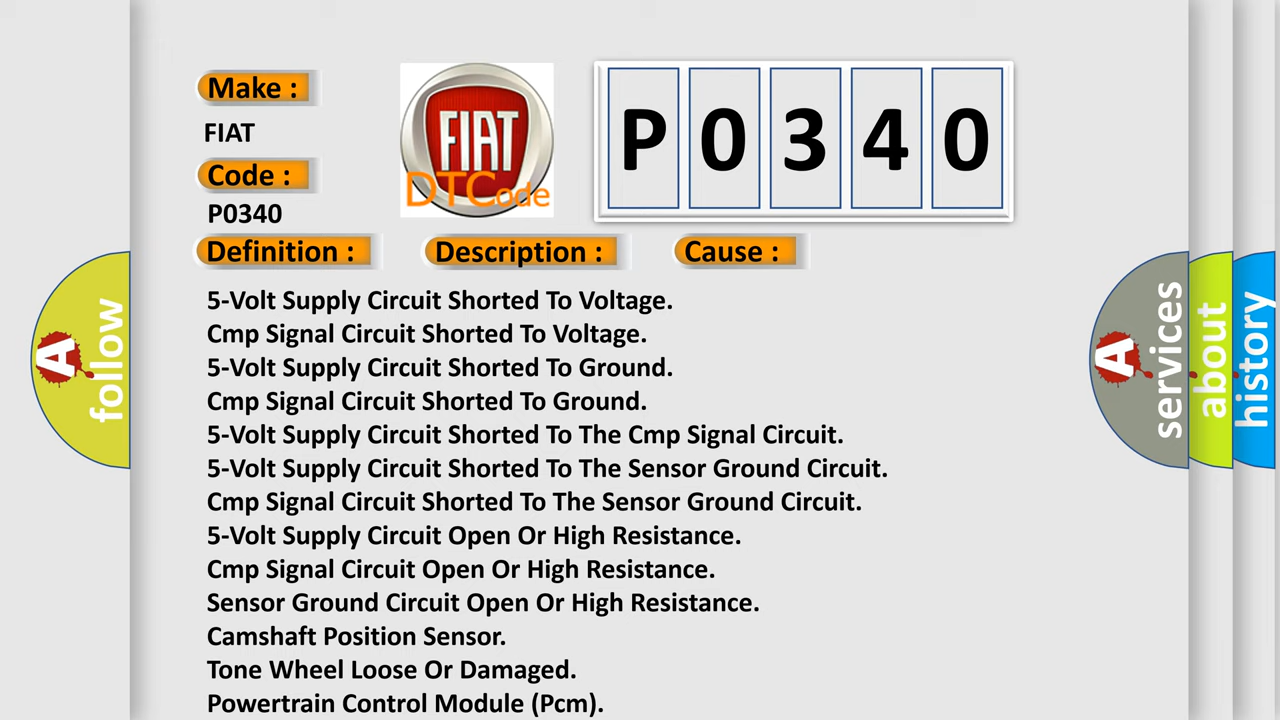 Make :
FIAT
Code :
P0340
FIAT
DTCode
P0340
Definition :
Description :
Cause :
5-Volt Supply Circuit Shorted To Voltage.
Cmp Signal Circuit Shorted To Voltage.
5-Volt Supply Circuit Shorted To Ground.
Cmp Signal Circuit Shorted To Ground.
5-Volt Supply Circuit Shorted To The Cmp Signal Circuit.
5-Volt Supply Circuit Shorted To The Sensor Ground Circuit.
Cmp Signal Circuit Shorted To The Sensor Ground Circuit.
5-Volt Supply Circuit Open Or High Resistance.
Cmp Signal Circuit Open Or High Resistance.
Sensor Ground Circuit Open Or High Resistance.
Camshaft Position Sensor.
Tone Wheel Loose Or Damaged.
Powertrain Control Module (Pcm).
A
follow
A
services
about
history